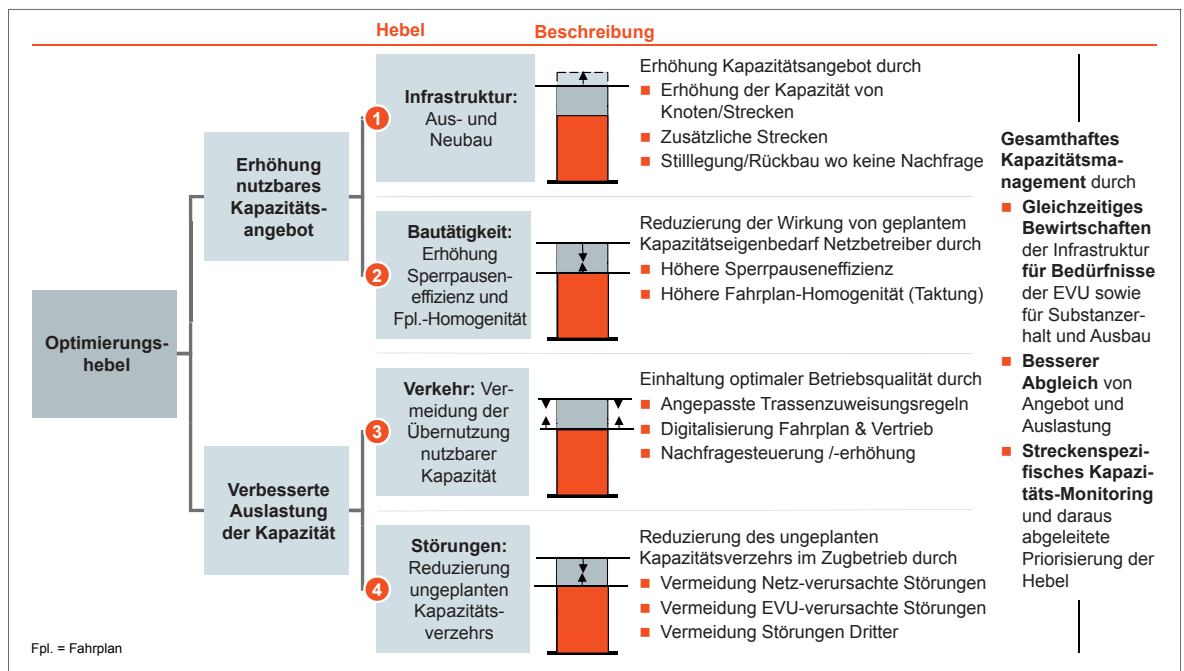 Hebel
Beschreibung
Optimierungs-
hebel
Erhöhung
nutzbares
Kapazitäts-
angebot
Verbesserte
Auslastung
der Kapazität
1
Infrastruktur:
Aus- und
Neubau
Erhöhung Kapazitätsangebot durch
Erhöhung der Kapazität von
Knoten/Strecken
Zusätzliche Strecken
Stilllegung/Rückbau wo keine Nachfrage
2
Bautätigkeit:
Erhöhung
Sperrpausen-
effizienz und
Fpl.-Homogenität
Reduzierung der Wirkung von geplantem
Kapazitätseigenbedarf Netzbetreiber durch
Höhere Sperrpauseneffizienz
Höhere Fahrplan-Homogenität (Taktung)
3
Verkehr: Ver-
meidung der
Übernutzung
nutzbarer
Kapazität
Einhaltung optimaler Betriebsqualität durch
Angepasste Trassenzuweisungsregeln
Digitalisierung Fahrplan & Vertrieb
Nachfragesteuerung /-erhöhung
4
Störungen:
Reduzierung
ungeplanten
Kapazitäts-
verzehrs
Reduzierung des ungeplanten
Kapazitätsverzehrs im Zugbetrieb durch
Vermeidung Netz-verursachte Störungen
Vermeidung EVU-verursachte Störungen
Vermeidung Störungen Dritter
Gesamthaftes
Kapazitätsma-
nagement durch
Gleichzeitiges
Bewirtschaften
der Infrastruktur
für Bedürfnisse
der EVU sowie
für Substanzer-
halt und Ausbau
Besserer
Abgleich von
Angebot und
Auslastung
Streckenspezi-
fisches Kapazi-
täts-Monitoring
und daraus
abgeleitete
Priorisierung der
Hebel
Fpl. = Fahrplan